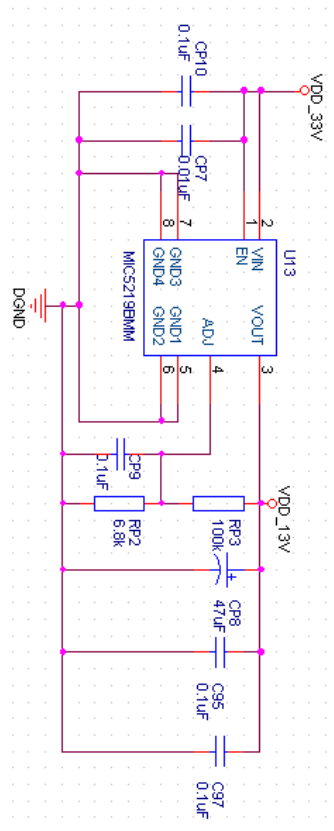 VDD_33V
CP10
0.1uF
CP7
0.01uF
U13
2
1
VIN
EN
VOUT
3
7
8
GND3
GND4
ADJ
4
GND1
GND2
5
6
MIC5219BMM
DGND
VDD_13V
CP9
0.1uF
RP3
100k
RP2
6.8k
CP8
47uF
C95
0.1uF
C97
0.1uF